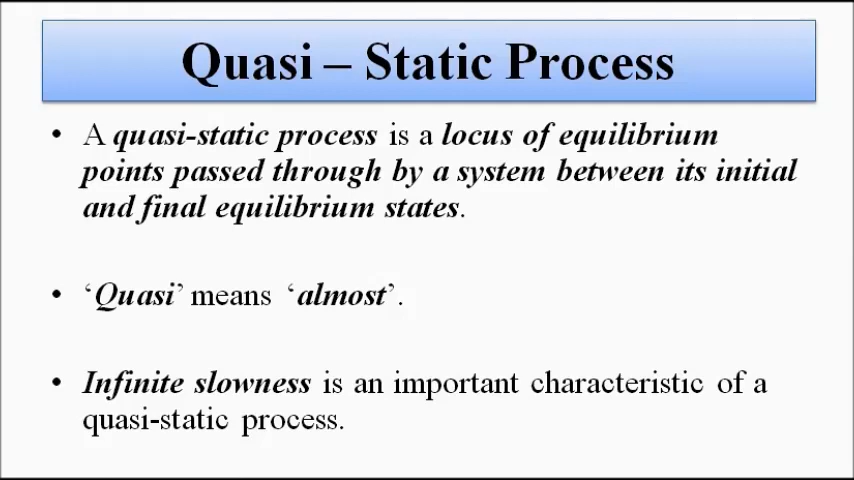 Quasi – Static Process
• A quasi-static process is a locus of equilibrium
points passed through by a system between its initial
and final equilibrium states.
• ‘Quasi’ means ‘almost’.
• Infinite slowness is an important characteristic of a
quasi-static process.